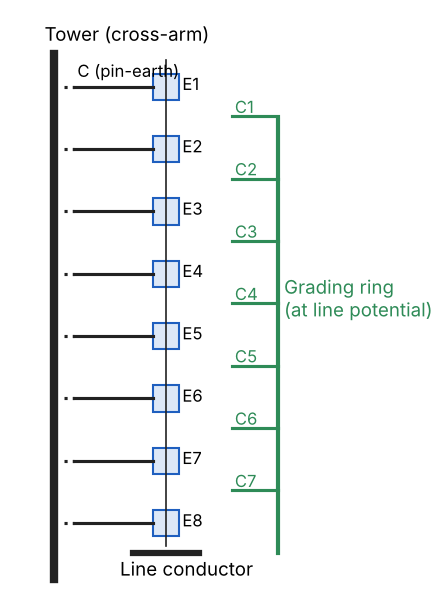 Tower (cross-arm)
C (pin-earth)
E1
C1
E2
C2
E3
C3
E4
Grading ring
C4
(at line potential)
E5
C5
E6
C6
E7
C7
E8
Line conductor